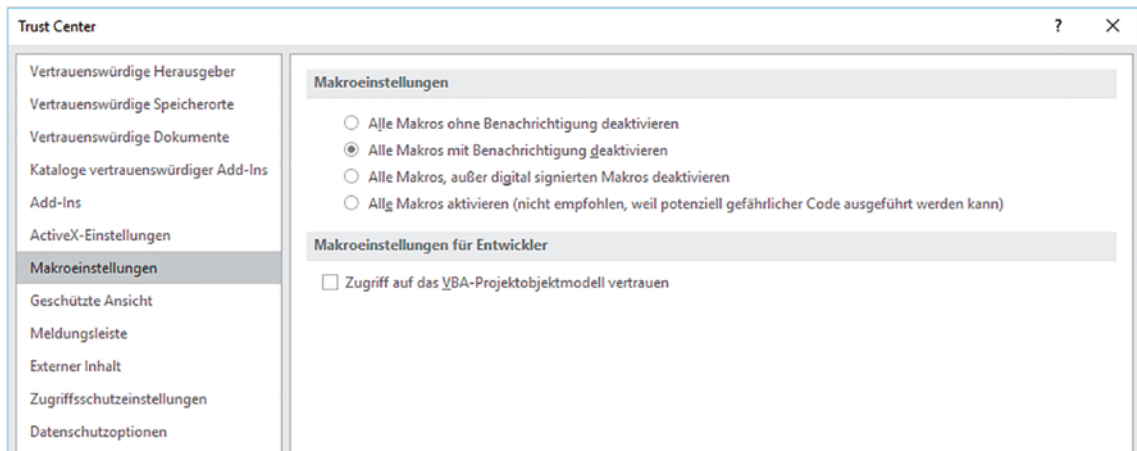 Trust Center ?
Vertrauenswürdige Herausgeber
Vertrauenswürdige Speicherorte
Vertrauenswürdige Dokumente
Kataloge vertrauenswürdiger Add-Ins
Add-Ins
ActiveX-Einstellungen
Makroeinstellungen
Geschützte Ansicht
Meldungsleiste
Externer Inhalt
Zugriffsschutzeinstellungen
Datenschutzoptionen
Makroeinstellungen
Alle Makros ohne Benachrichtigung deaktivieren
Alle Makros mit Benachrichtigung deaktivieren
Alle Makros, außer digital signierten Makros deaktivieren
Alle Makros aktivieren (nicht empfohlen, weil potenziell gefährlicher Code ausgeführt werden kann)
Makroeinstellungen für Entwickler
Zugriff auf das VBA-Projektobjektmodell vertrauen